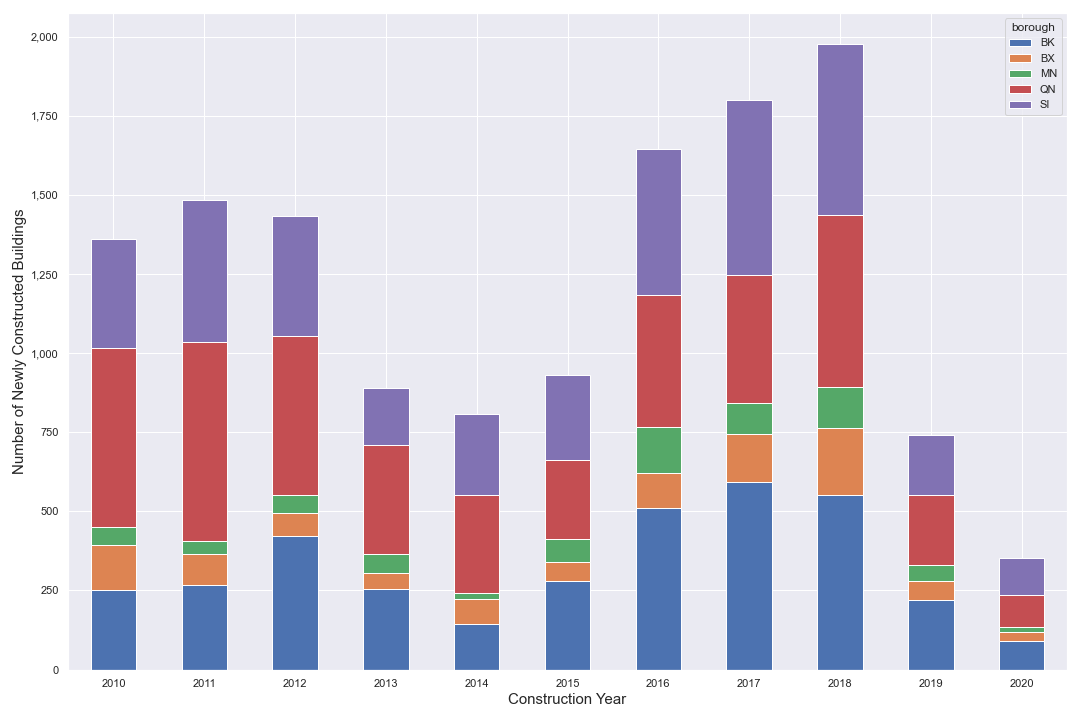 borough
BK
BX
MN
QN
SI
2,000
1,750
1,500
1,250
1,000
750
500
250
0
Number of Newly Constructed Buildings
2010 2011 2012 2013 2014 2015 2016 2017 2018 2019 2020
Construction Year